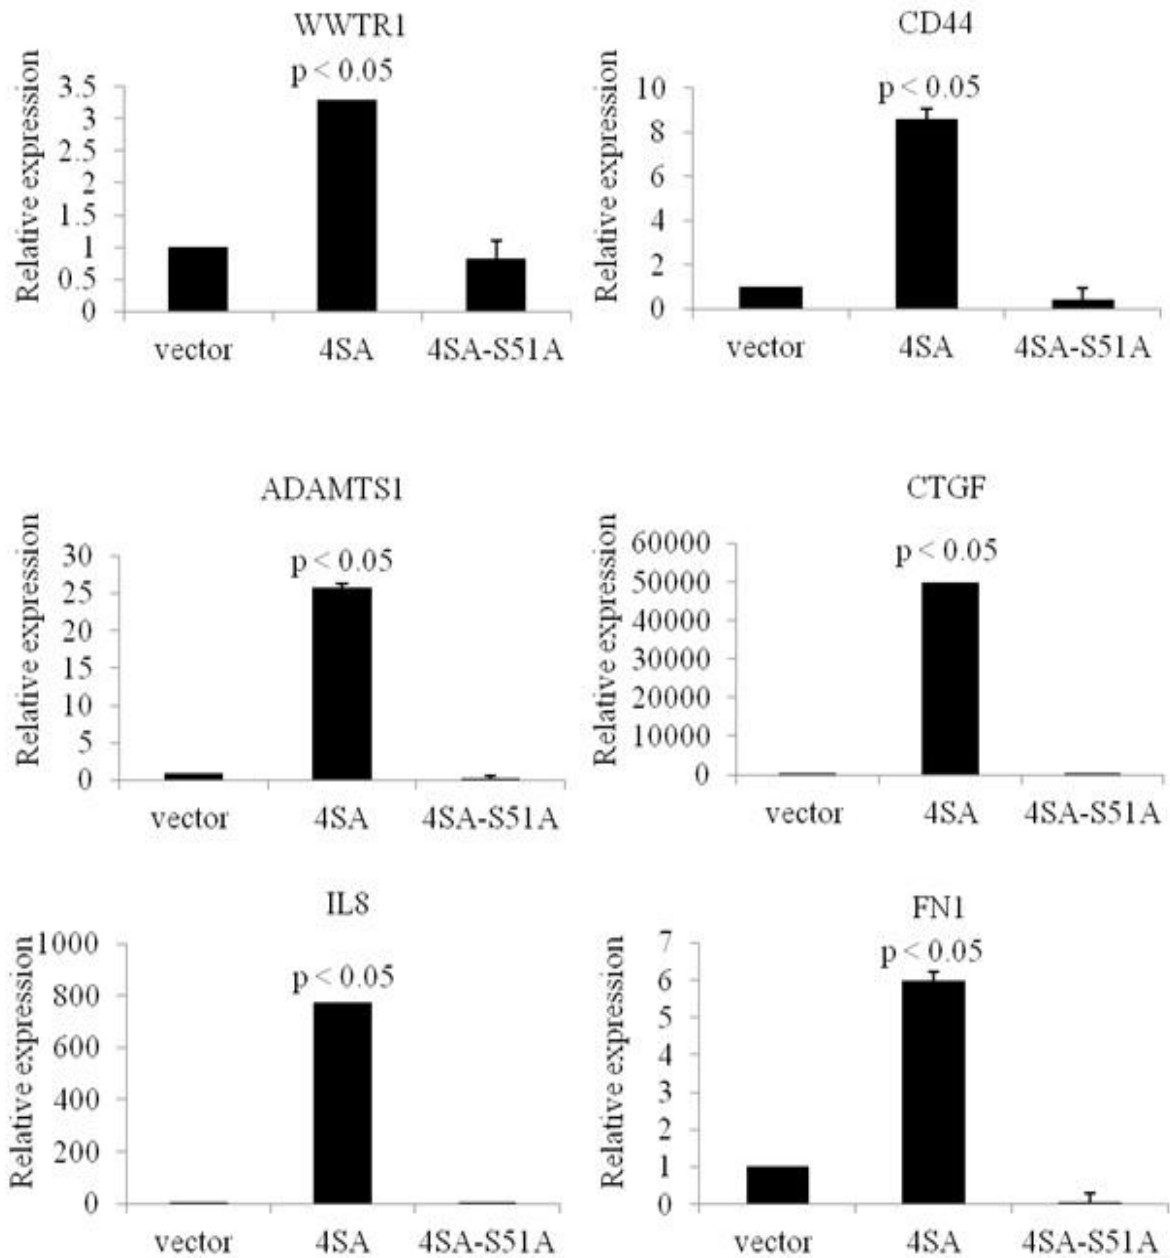 WWTR1
p < 0.05
Relative expression
3.5
3
2.5
2
1.5
1
0.5
0
vector 4SA 4SA-S51A
CD44
p < 0.05
Relative expression
10
8
6
4
2
0
vector 4SA 4SA-S51A
ADAMTS1
p < 0.05
Relative expression
30
25
20
15
10
5
0
vector 4SA 4SA-S51A
CTGF
p < 0.05
Relative expression
60000
50000
40000
30000
20000
10000
0
vector 4SA 4SA-S51A
IL8
p < 0.05
Relative expression
1000
800
600
400
200
0
vector 4SA 4SA-S51A
FN1
p < 0.05
Relative expression
7
6
5
4
3
2
1
0
vector 4SA 4SA-S51A